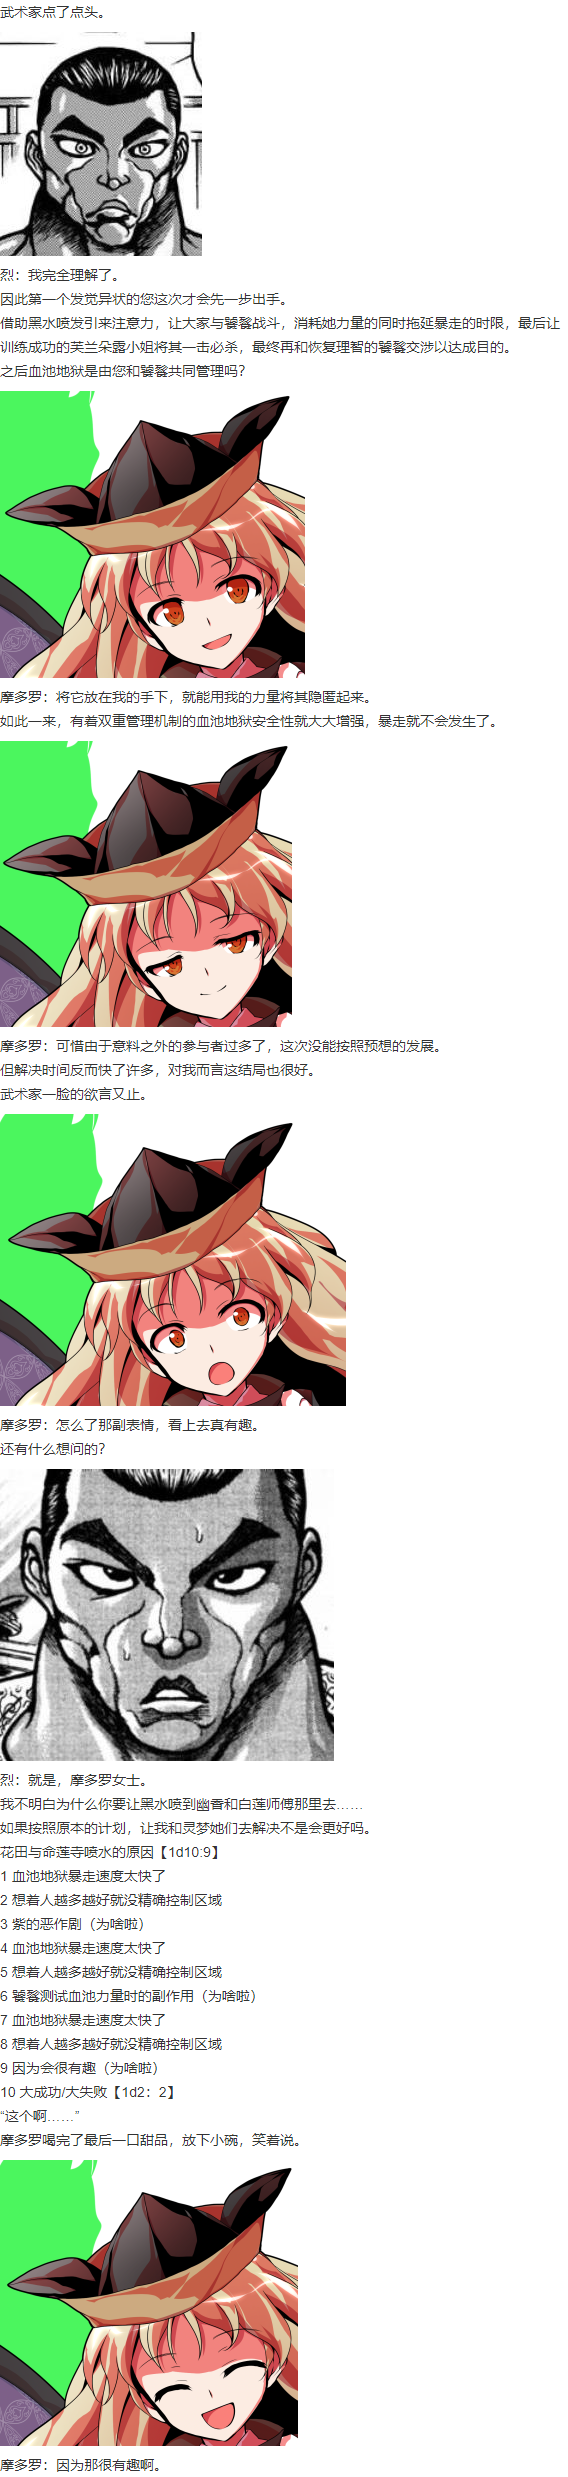 武术家点了点头。
烈：我完全理解了。
因此第一个发觉异状的您这次才会先一步出手。
借助黑水喷发引来注意力，让大家与饕餮战斗，消耗她力量的同时拖延暴走的时限，最后让
训练成功的芙兰朵露小姐将其一击必杀，最终再和恢复理智的饕餮交涉以达成目的。
之后血池地狱是由您和饕餮共同管理吗？
摩多罗：将它放在我的手下，就能用我的力量将其隐匿起来。
如此一来，有着双重管理机制的血池地狱安全性就大大增强，暴走就不会发生了。
摩多罗：可惜由于意料之外的参与者过多了，这次没能按照预想的发展。
但解决时间反而快了许多，对我而言这结局也很好。
武术家一脸的欲言又止。
摩多罗：怎么了那副表情，看上去真有趣。
还有什么想问的？
烈：就是，摩多罗女士。
我不明白为什么你要让黑水喷到幽香和白莲师傅那里去……
如果按照原本的计划，让我和灵梦她们去解决不是会更好吗。
花田与命莲寺喷水的原因【1d10:9】
1 血池地狱暴走速度太快了
2 想着人越多越好就没精确控制区域
3 紫的恶作剧（为啥啦）
4 血池地狱暴走速度太快了
5 想着人越多越好就没精确控制区域
6 饕餮测试血池力量时的副作用（为啥啦）
7 血池地狱暴走速度太快了
8 想着人越多越好就没精确控制区域
9 因为会很有趣（为啥啦）
10 大成功/大失败【1d2：2】
“这个啊……”
摩多罗喝完了最后一口甜品，放下小碗，笑着说。
摩多罗：因为那很有趣啊。